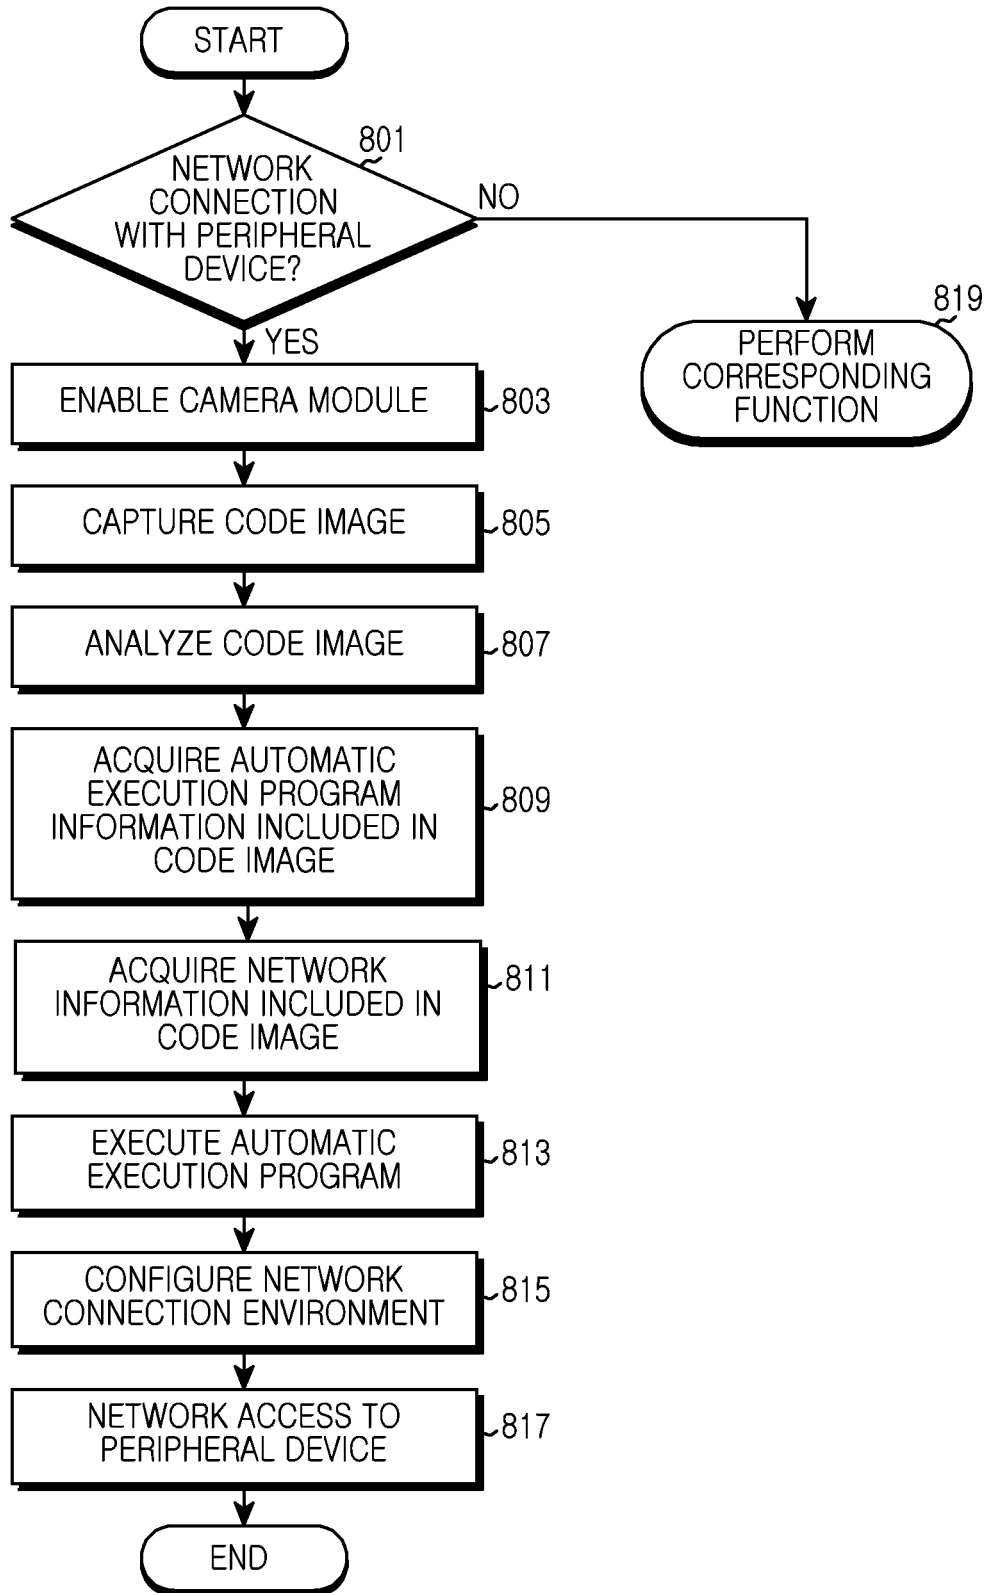 START
801
NETWORK
CONNECTION
WITH PERIPHERAL
DEVICE?
NO
YES
819
PERFORM
CORRESPONDING
FUNCTION
ENABLE CAMERA MODULE
803
CAPTURE CODE IMAGE
805
ANALYZE CODE IMAGE
807
ACQUIRE AUTOMATIC
EXECUTION PROGRAM
INFORMATION INCLUDED IN
CODE IMAGE
809
ACQUIRE NETWORK
INFORMATION INCLUDED IN
CODE IMAGE
811
EXECUTE AUTOMATIC
EXECUTION PROGRAM
813
CONFIGURE NETWORK
CONNECTION ENVIRONMENT
815
NETWORK ACCESS TO
PERIPHERAL DEVICE
817
END